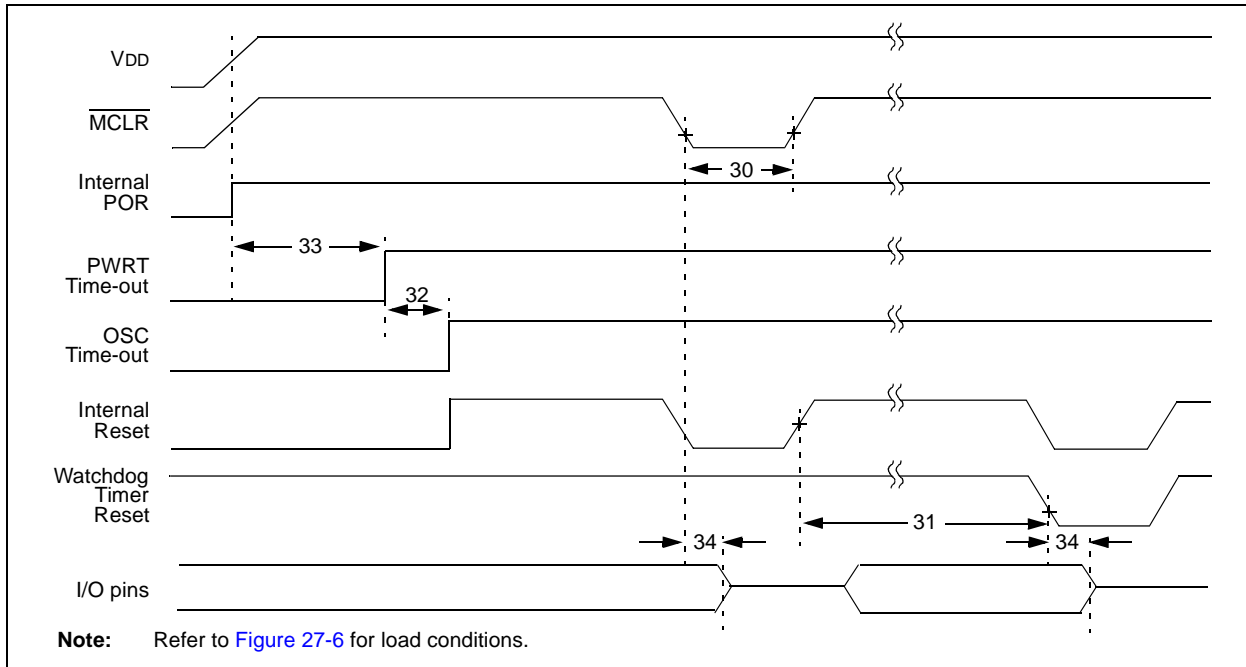 VDD
MCLR
30
Internal
POR
33
PWRT
Time-out
32
OSC
Time-out
Internal
Reset
Watchdog
Timer
Reset
31
34
34
I/O pins
Note: Refer to Figure 27-6 for load conditions.